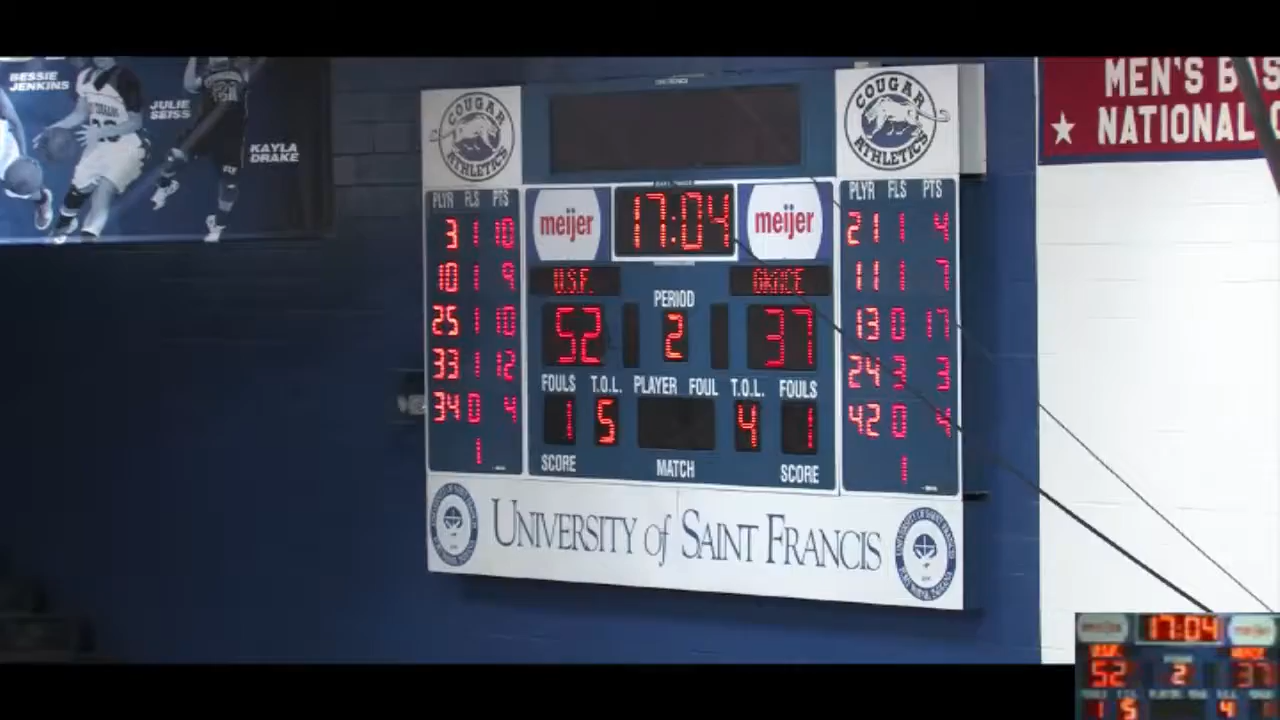 BESSIE
JENKINS
JULIE
SEISS
KAYLA
DRAKE
COUGAR
ATHLETICS
COUGAR
ATHLETICS
MEN'S BAS
NATIONAL C
PLYR FLS PTS
3 1 10
10 1 9
25 1 10
33 1 12
34 0 4
1
meijer
17:04
meijer
U.S.F.
GRACE
PERIOD
52 2 37
FOULS T.O.L. PLAYER FOUL T.O.L. FOULS
1 5 4 1
SCORE MATCH SCORE
PLYR FLS PTS
21 1 4
11 1 7
13 0 17
24 3 3
42 0 4
1
UNIVERSITY of SAINT FRANCIS
17:04
52 2 37
1 5 4